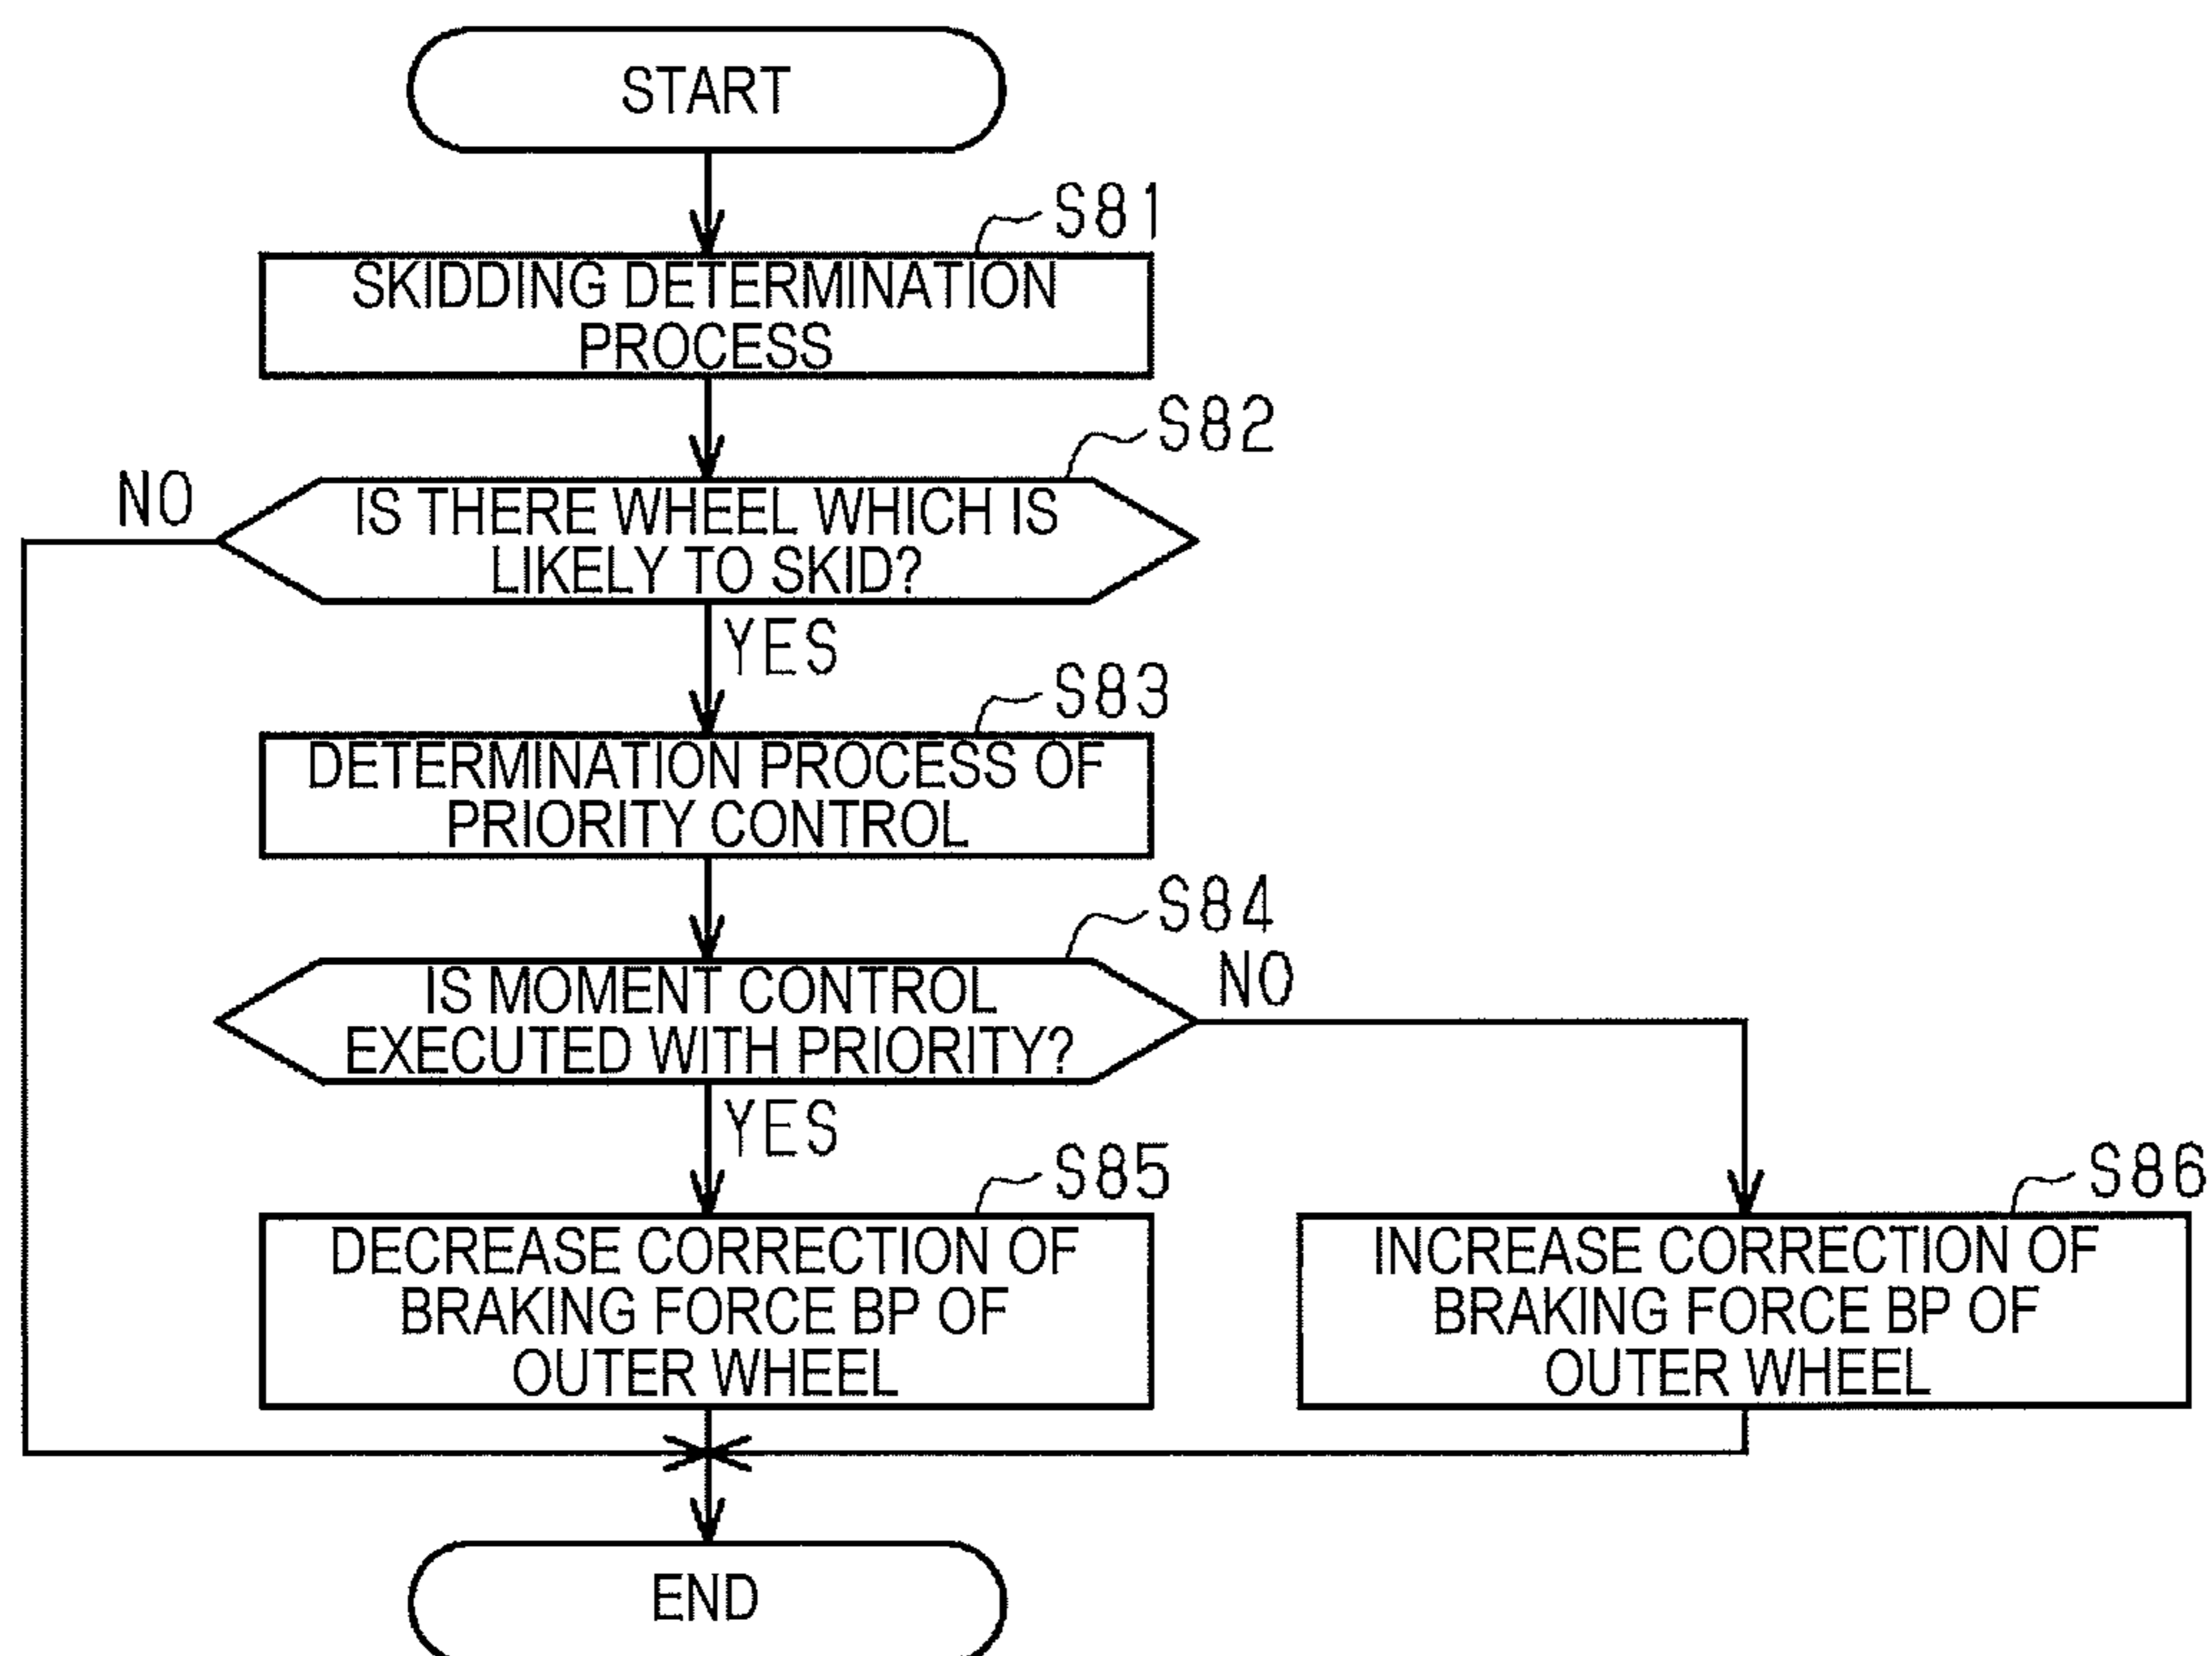 START
S81
SKIDDING DETERMINATION
PROCESS
S82
NO
IS THERE WHEEL WHICH IS
LIKELY TO SKID?
YES
S83
DETERMINATION PROCESS OF
PRIORITY CONTROL
S84
IS MOMENT CONTROL
EXECUTED WITH PRIORITY?
NO
YES
S85
DECREASE CORRECTION OF
BRAKING FORCE BP OF
OUTER WHEEL
S86
INCREASE CORRECTION OF
BRAKING FORCE BP OF
OUTER WHEEL
END